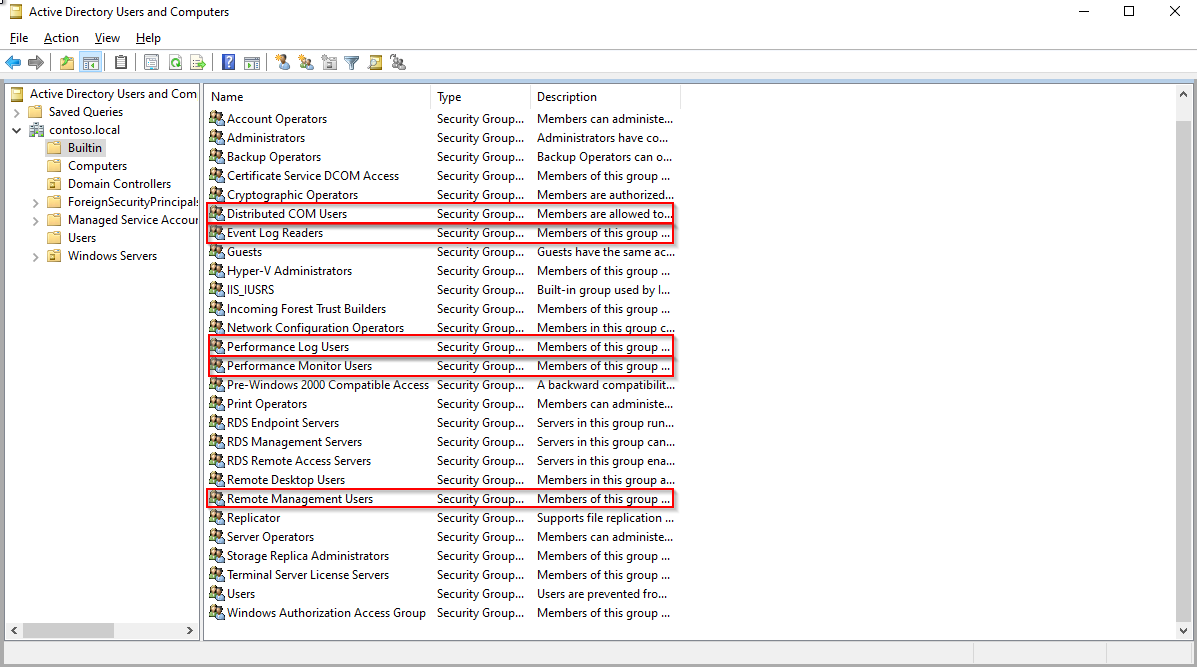 Active Directory Users and Computers
File Action View Help
Active Directory Users and Com
Saved Queries
contoso.local
Builtin
Computers
Domain Controllers
ForeignSecurityPrincipals
Managed Service Accour
Users
Windows Servers
Name Type Description
Account Operators Security Group... Members can administe...
Administrators Security Group... Administrators have co...
Backup Operators Security Group... Backup Operators can o...
Certificate Service DCOM Access Security Group... Members of this group ...
Cryptographic Operators Security Group... Members are authorized...
Distributed COM Users Security Group... Members are allowed to...
Event Log Readers Security Group... Members of this group ...
Guests Security Group... Guests have the same ac...
Hyper-V Administrators Security Group... Members of this group ...
IIS_IUSRS Security Group... Built-in group used by I...
Incoming Forest Trust Builders Security Group... Members of this group ...
Network Configuration Operators Security Group... Members in this group c...
Performance Log Users Security Group... Members of this group ...
Performance Monitor Users Security Group... Members of this group ...
Pre-Windows 2000 Compatible Access Security Group... A backward compatibilit...
Print Operators Security Group... Members can administe...
RDS Endpoint Servers Security Group... Servers in this group run...
RDS Management Servers Security Group... Servers in this group can...
RDS Remote Access Servers Security Group... Servers in this group ena...
Remote Desktop Users Security Group... Members in this group a...
Remote Management Users Security Group... Members of this group ...
Replicator Security Group... Supports file replication ...
Server Operators Security Group... Members can administe...
Storage Replica Administrators Security Group... Members of this group ...
Terminal Server License Servers Security Group... Members of this group ...
Users Security Group... Users are prevented fro...
Windows Authorization Access Group Security Group... Members of this group ...